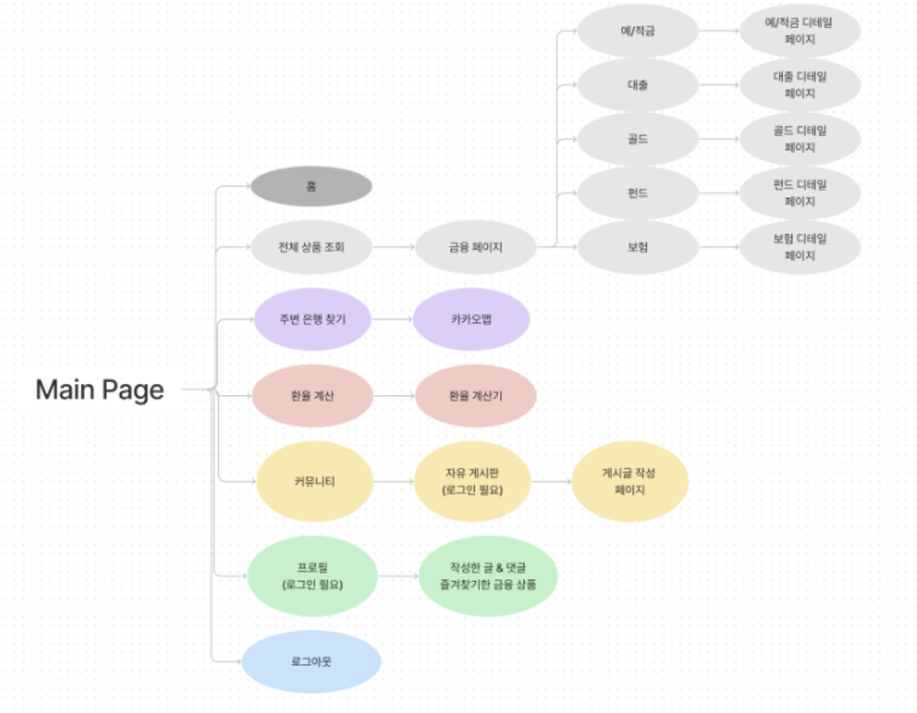 예/적금
예/적금 디테일
페이지
대출
대출 디테일
페이지
골드
골드 디테일
페이지
펀드
펀드 디테일
페이지
홈
전체 상품 조회
금융 페이지
보험
보험 디테일
페이지
주변 은행 찾기
카카오맵
Main Page
환율 계산
환율 계산기
커뮤니티
자유 게시판
(로그인 필요)
게시글 작성
페이지
프로필
(로그인 필요)
작성한 글 & 댓글
즐겨찾기한 금융 상품
로그아웃